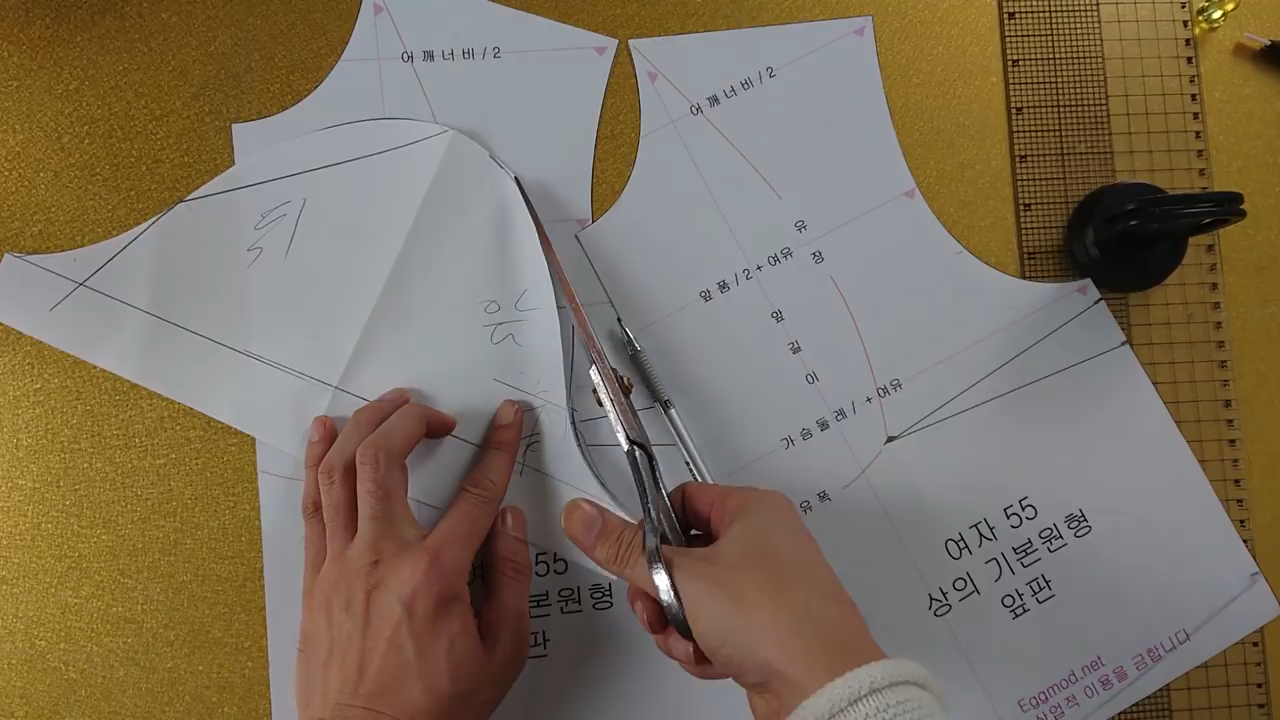 어깨너비/2
어깨너비/2
뒤
유장
앞품/2+여유
앞
앞길이
가슴둘레/ +여유
유폭
55
본원형
판
여자 55
상의 기본원형
앞판
Eggmod.net
상업적 이용을 금합니다